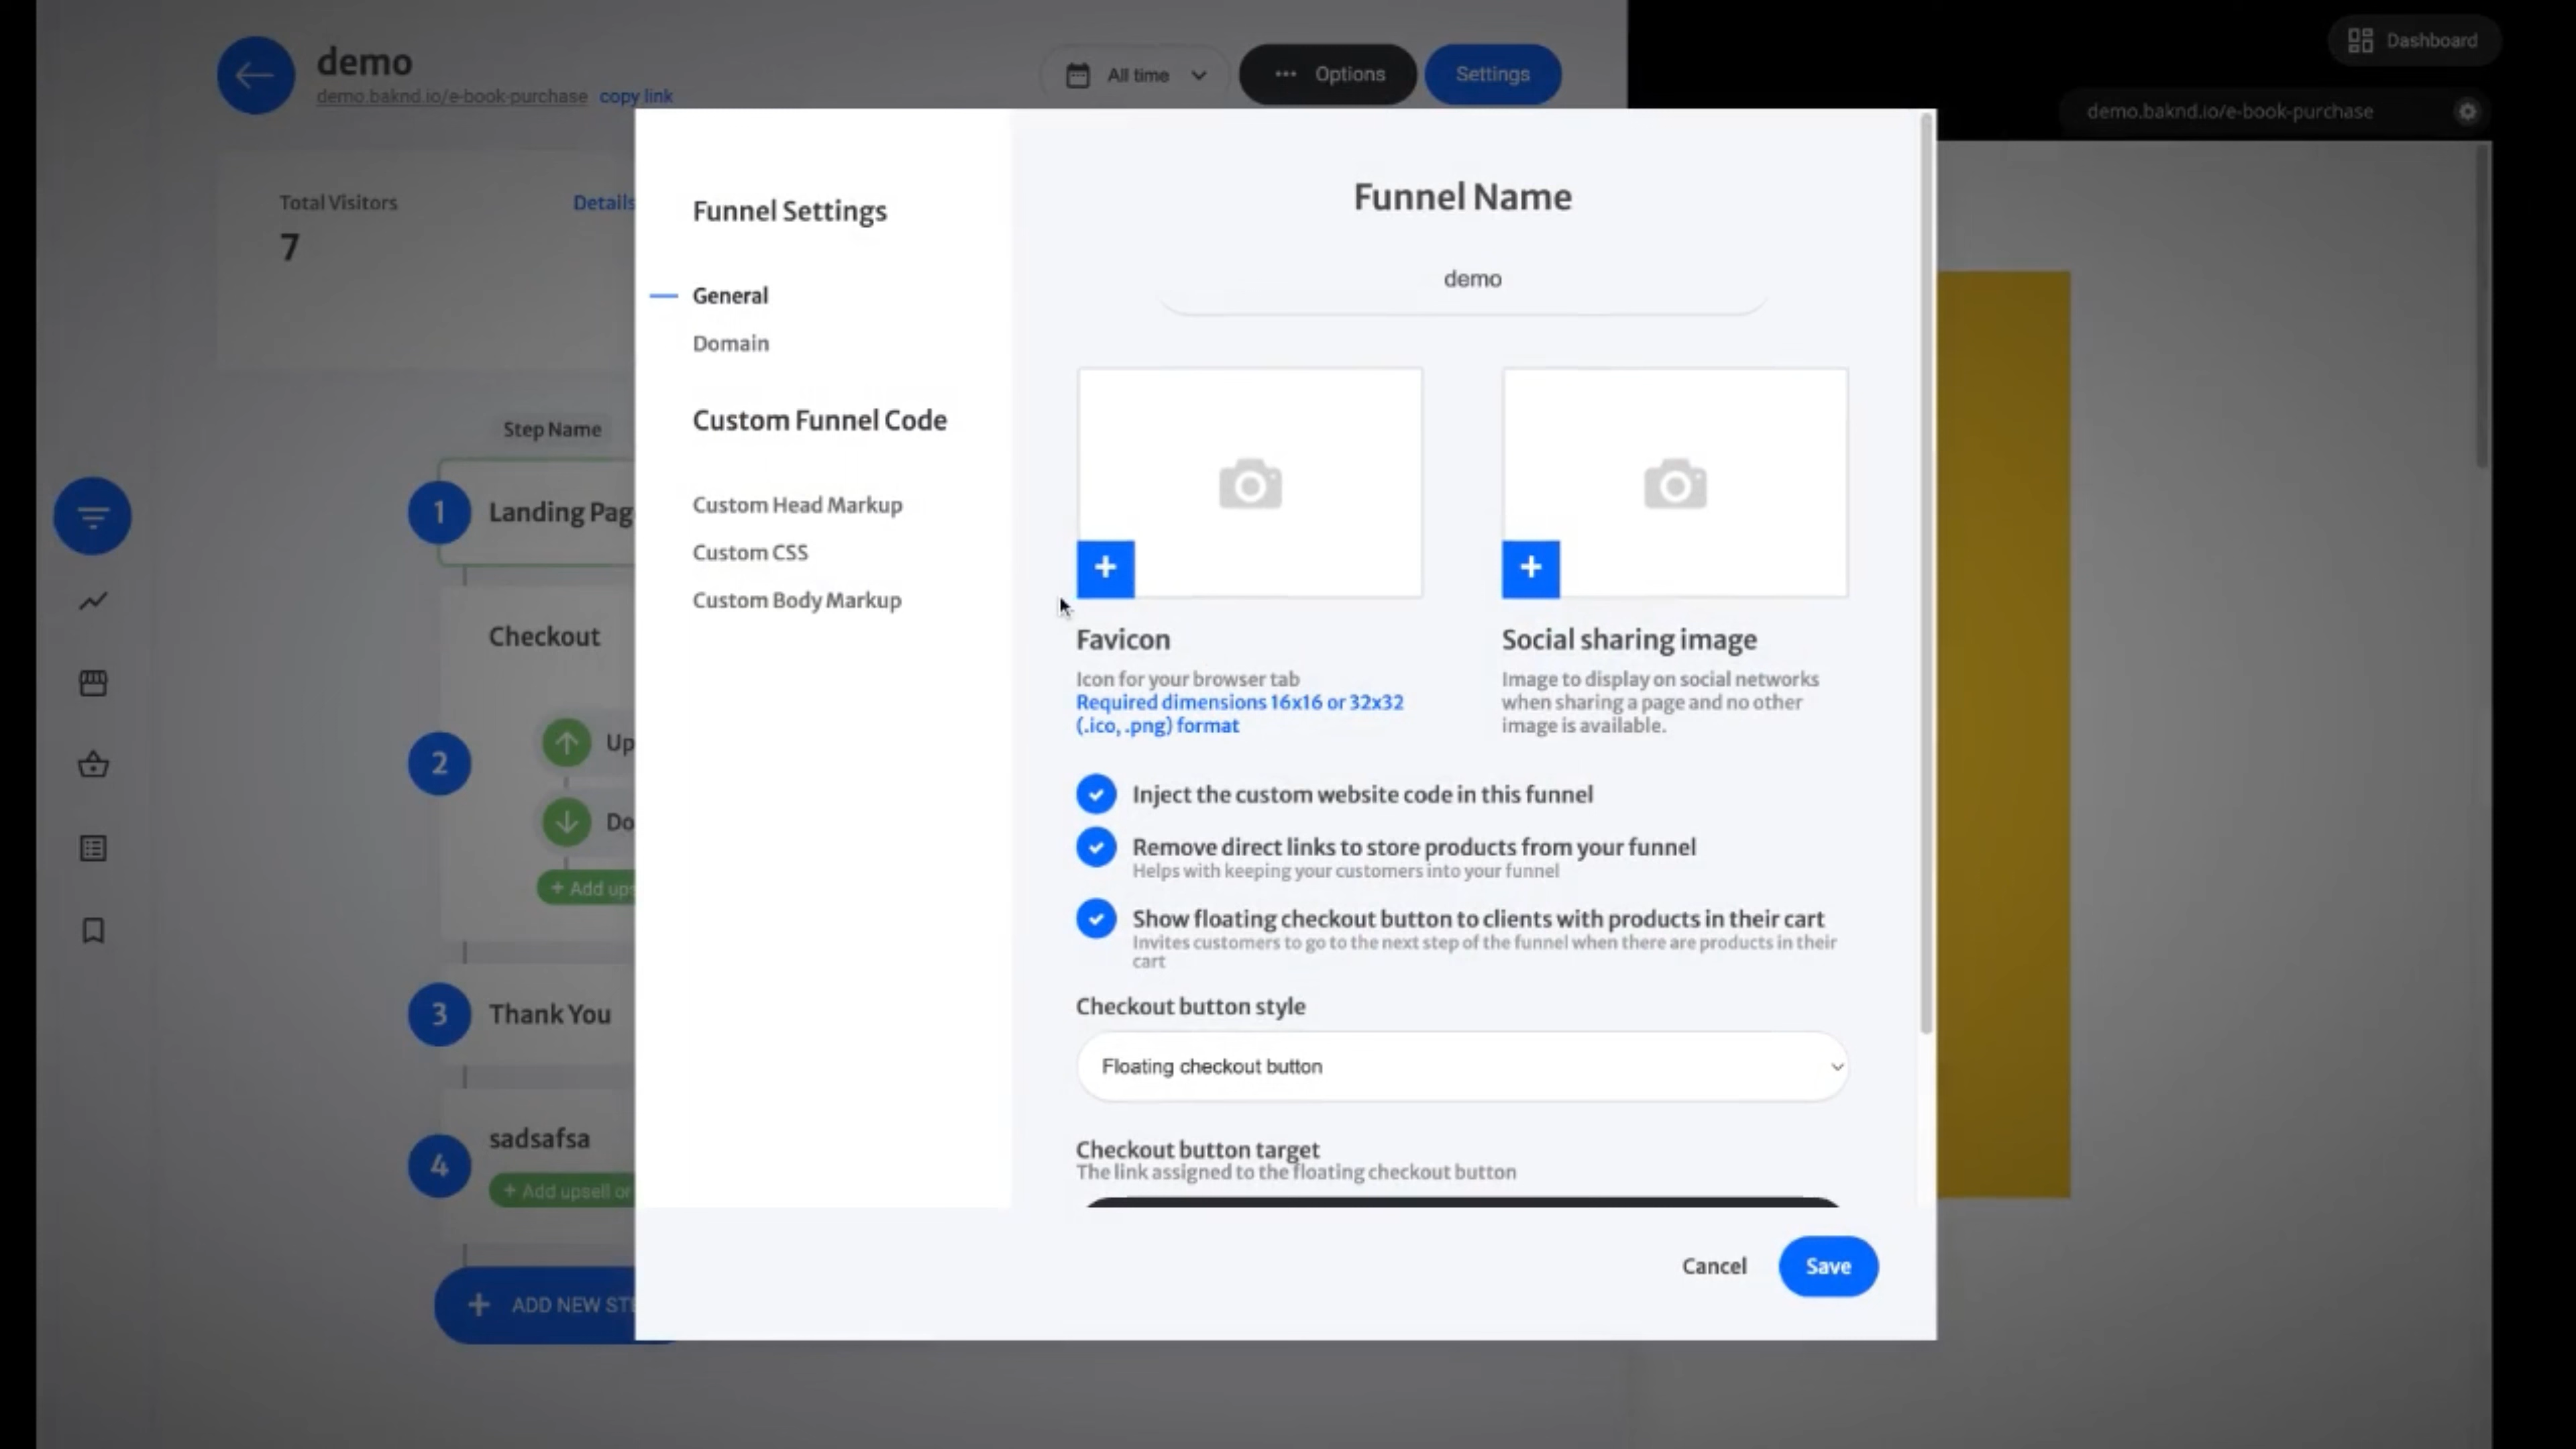 demo
demo.baknd.io/e-book-purchase copy link
All time
Options
Settings
Dashboard
demo.baknd.io/e-book-purchase
Total Visitors
Details
7
Step Name
1
Landing Pag
Checkout
2
Up
Do
+ Add ups
3
Thank You
sadsafsa
4
+ Add upsell or
+ ADD NEW STE
Funnel Settings
General
Domain
Custom Funnel Code
Custom Head Markup
Custom CSS
Custom Body Markup
Funnel Name
demo
Favicon
Icon for your browser tab
Required dimensions 16x16 or 32x32
(.ico, .png) format
Social sharing image
Image to display on social networks
when sharing a page and no other
image is available.
Inject the custom website code in this funnel
Remove direct links to store products from your funnel
Helps with keeping your customers into your funnel
Show floating checkout button to clients with products in their cart
Invites customers to go to the next step of the funnel when there are products in their
cart
Checkout button style
Floating checkout button
Checkout button target
The link assigned to the floating checkout button
Cancel
Save